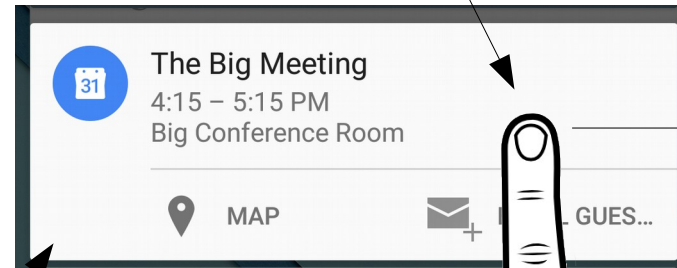 31
The Big Meeting
4:15 – 5:15 PM
Big Conference Room
MAP
GUES...